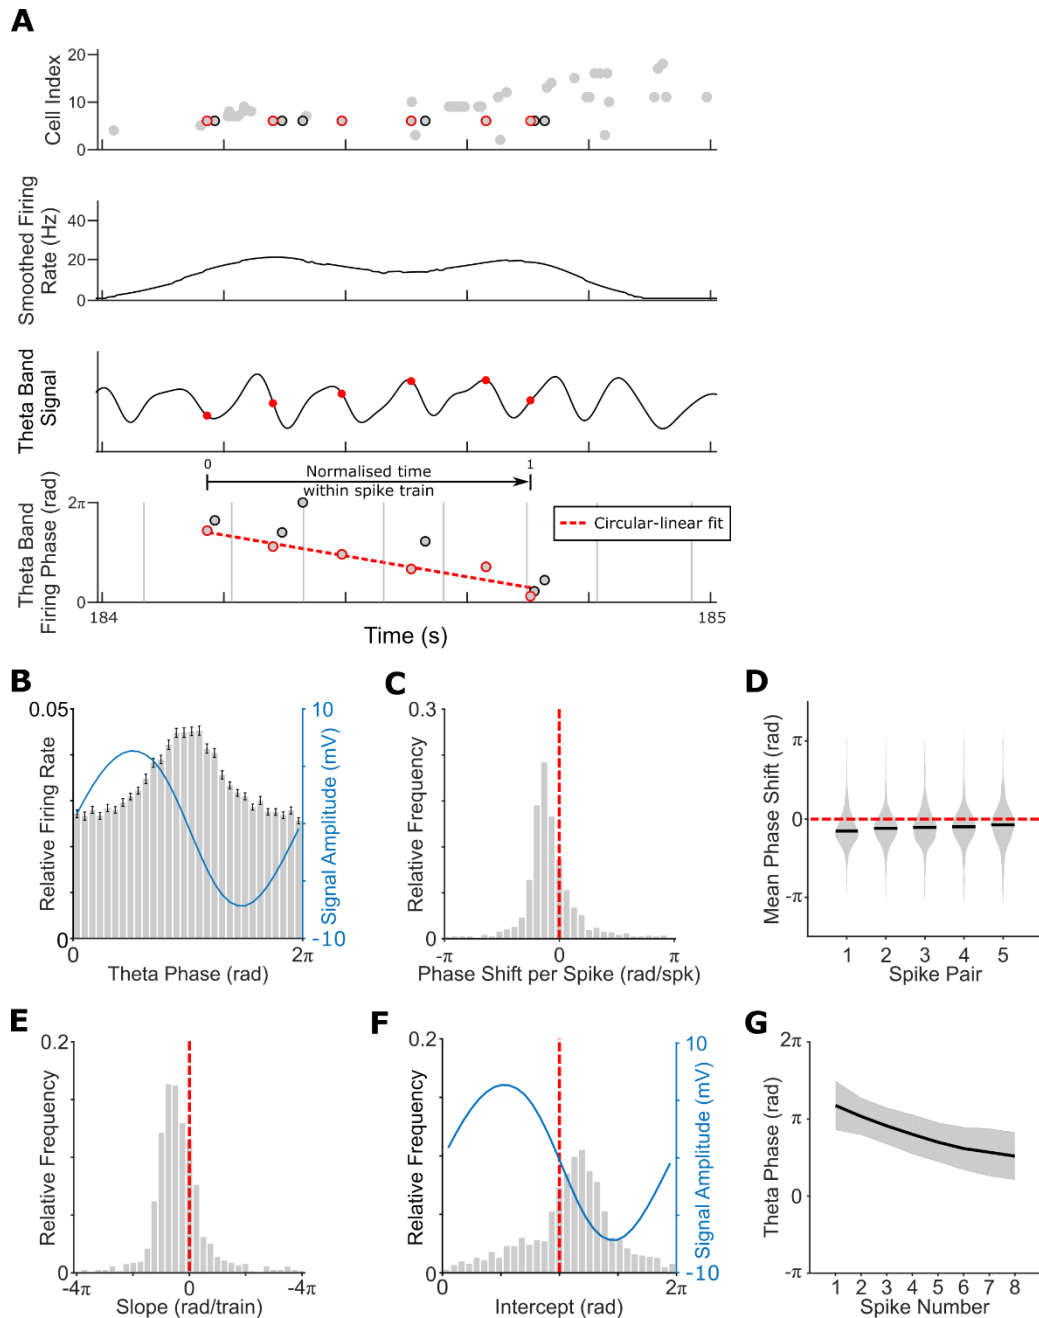 A
Cell Index
20
10
0
Smoothed Firing
Rate (Hz)
40
20
0
Theta Band
Signal
0
1
Normalised time
within spike train
Theta Band
Firing Phase (rad)
2π
0
Circular-linear fit
184
185
Time (s)
B
Relative Firing Rate
0.05
0
0
2π
Theta Phase (rad)
10
-10
Signal Amplitude (mV)
C
Relative Frequency
0.3
0
-π
0
π
Phase Shift per Spike (rad/spk)
D
Mean Phase Shift (rad)
π
0
-π
1 2 3 4 5
Spike Pair
E
Relative Frequency
0.2
0
-4π
0
-4π
Slope (rad/train)
F
Relative Frequency
0.2
0
0
2π
Intercept (rad)
10
-10
Signal Amplitude (mV)
G
Theta Phase (rad)
2π
π
0
-π
1 2 3 4 5 6 7 8
Spike Number